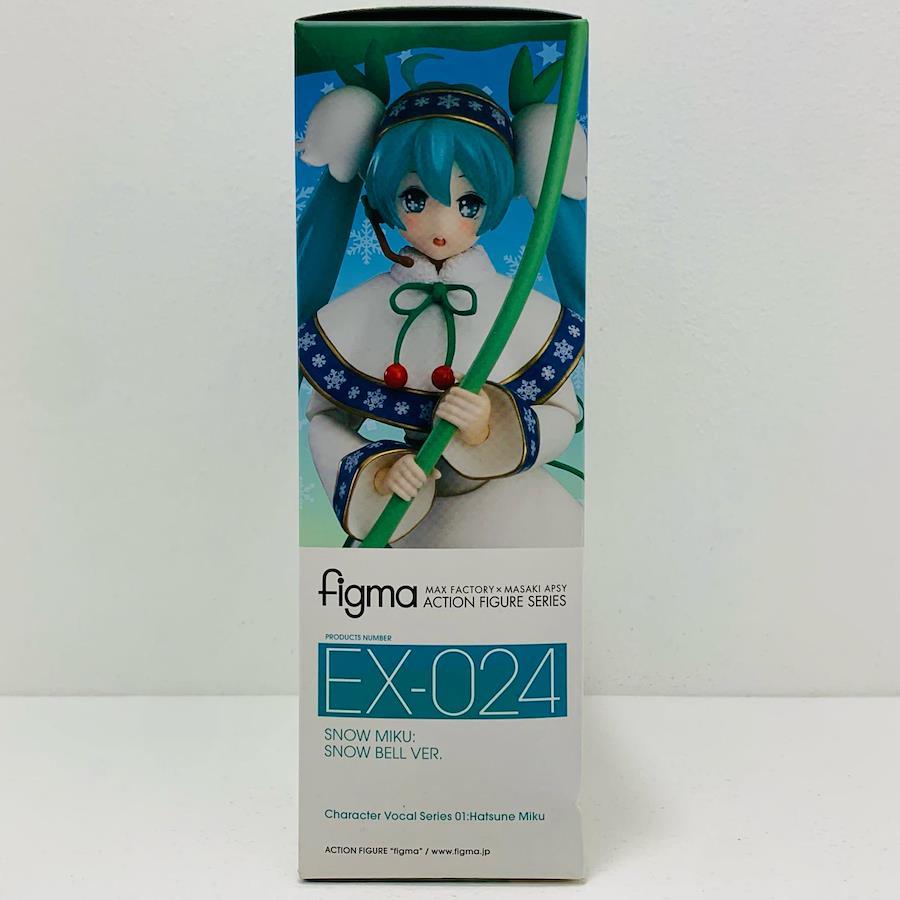 figma
MAX FACTORY × MASAKI APSY
ACTION FIGURE SERIES
PRODUCTS NUMBER
EX-024
SNOW MIKU:
SNOW BELL VER.
Character Vocal Series 01:Hatsune Miku
ACTION FIGURE "figma" / www.figma.jp